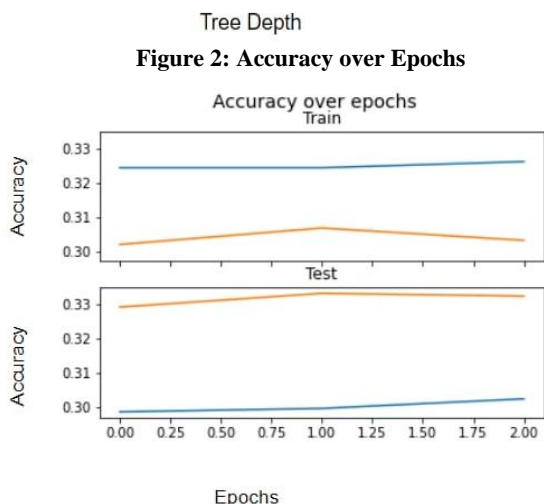 Tree Depth
Figure 2: Accuracy over Epochs
Accuracy over epochs
Train
Accuracy
0.33
0.32
0.31
0.30
Test
Accuracy
0.33
0.32
0.31
0.30
0.00 0.25 0.50 0.75 1.00 1.25 1.50 1.75 2.00
Epochs